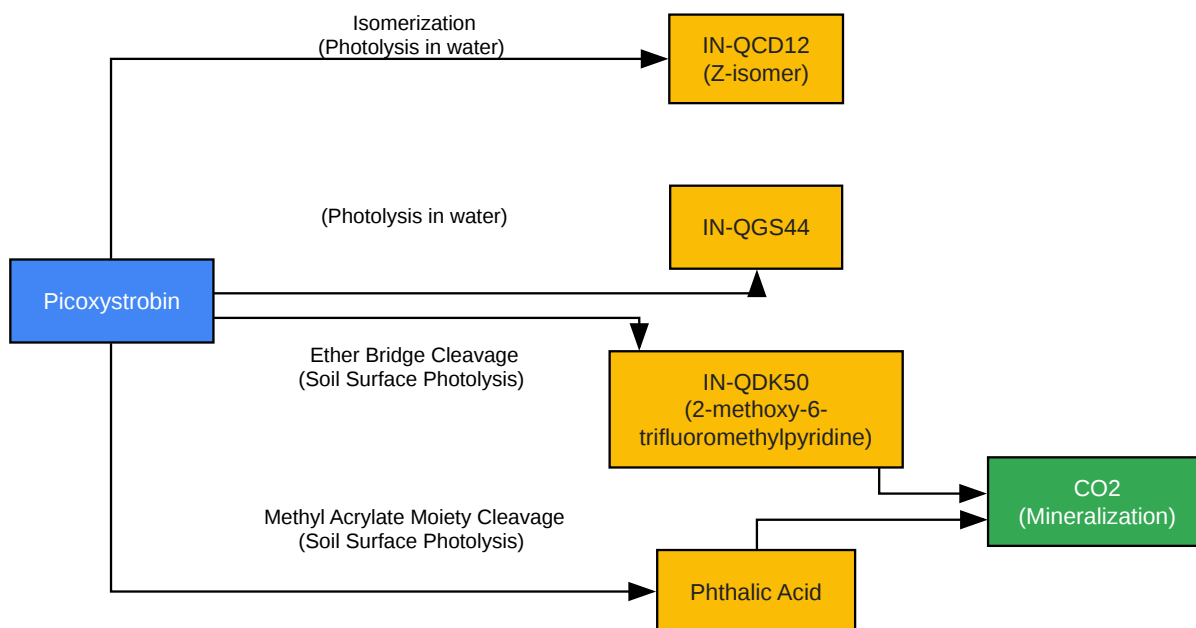 Isomerization
(Photolysis in water)
IN-QCD12
(Z-isomer)
(Photolysis in water)
IN-QGS44
Picoxystrobin
Ether Bridge Cleavage
(Soil Surface Photolysis)
IN-QDK50
(2-methoxy-6-
trifluoromethylpyridine)
CO2
(Mineralization)
Methyl Acrylate Moiety Cleavage
(Soil Surface Photolysis)
Phthalic Acid